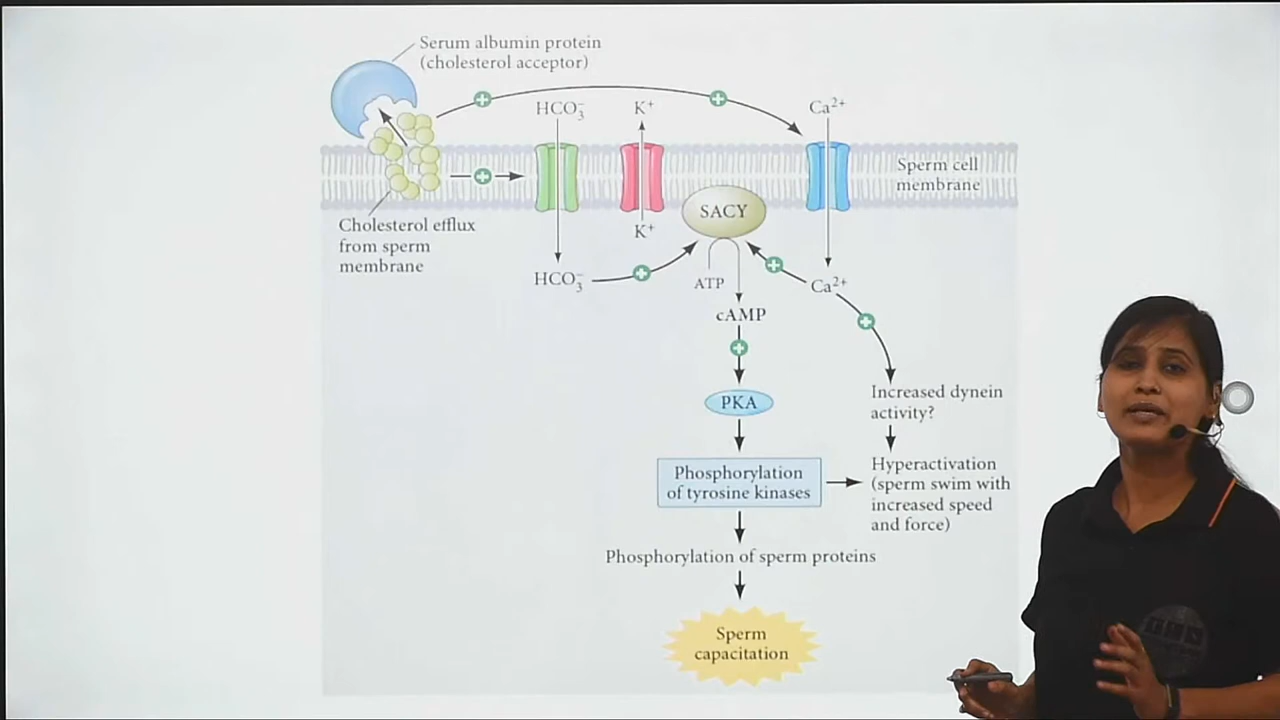 Serum albumin protein
(cholesterol acceptor)
HCO₃⁻
K⁺
Ca²⁺
Sperm cell
membrane
SACY
Cholesterol efflux
from sperm
membrane
K⁺
HCO₃⁻
ATP
Ca²⁺
cAMP
PKA
Increased dynein
activity?
Phosphorylation
of tyrosine kinases
Hyperactivation
(sperm swim with
increased speed
and force)
Phosphorylation of sperm proteins
Sperm
capacitation